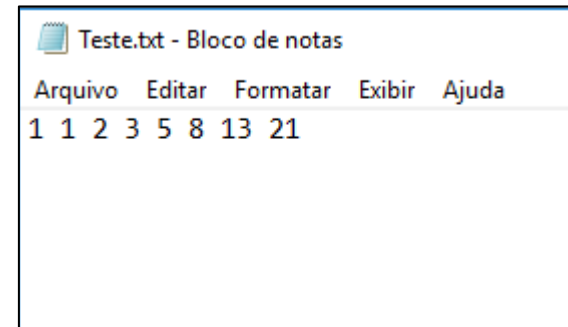 Teste.txt - Bloco de notas
Arquivo Editar Formatar Exibir Ajuda
1 1 2 3 5 8 13 21